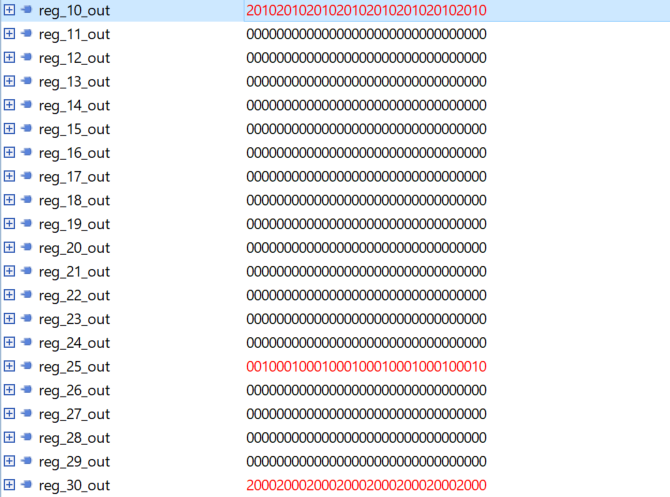 reg_10_out 20102010201020102010201020102010
reg_11_out 00000000000000000000000000000000
reg_12_out 00000000000000000000000000000000
reg_13_out 00000000000000000000000000000000
reg_14_out 00000000000000000000000000000000
reg_15_out 00000000000000000000000000000000
reg_16_out 00000000000000000000000000000000
reg_17_out 00000000000000000000000000000000
reg_18_out 00000000000000000000000000000000
reg_19_out 00000000000000000000000000000000
reg_20_out 00000000000000000000000000000000
reg_21_out 00000000000000000000000000000000
reg_22_out 00000000000000000000000000000000
reg_23_out 00000000000000000000000000000000
reg_24_out 00000000000000000000000000000000
reg_25_out 00100010001000100010001000100010
reg_26_out 00000000000000000000000000000000
reg_27_out 00000000000000000000000000000000
reg_28_out 00000000000000000000000000000000
reg_29_out 00000000000000000000000000000000
reg_30_out 20002000200020002000200020002000